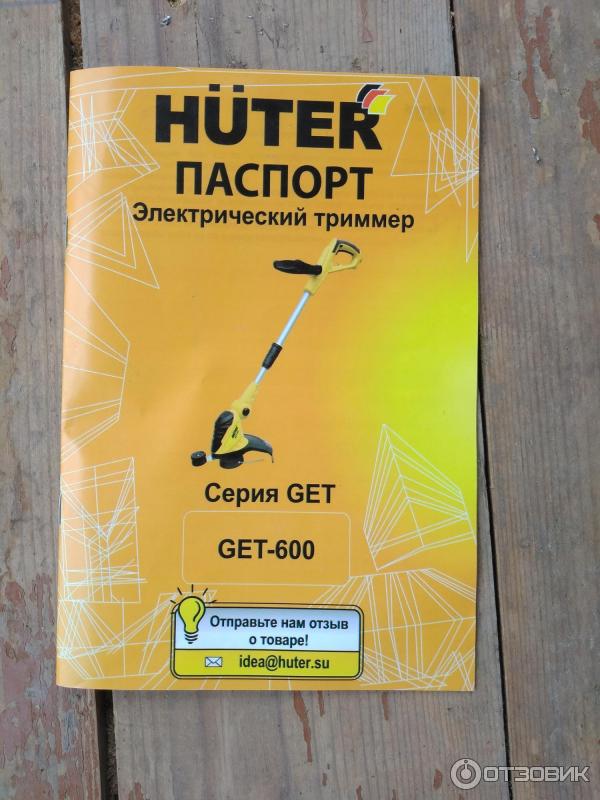 HÜTER
ПАСПОРТ
Электрический триммер
Серия GET
GET-600
Отправьте нам отзыв
о товаре!
idea@huter.su
ОТЗОВИК